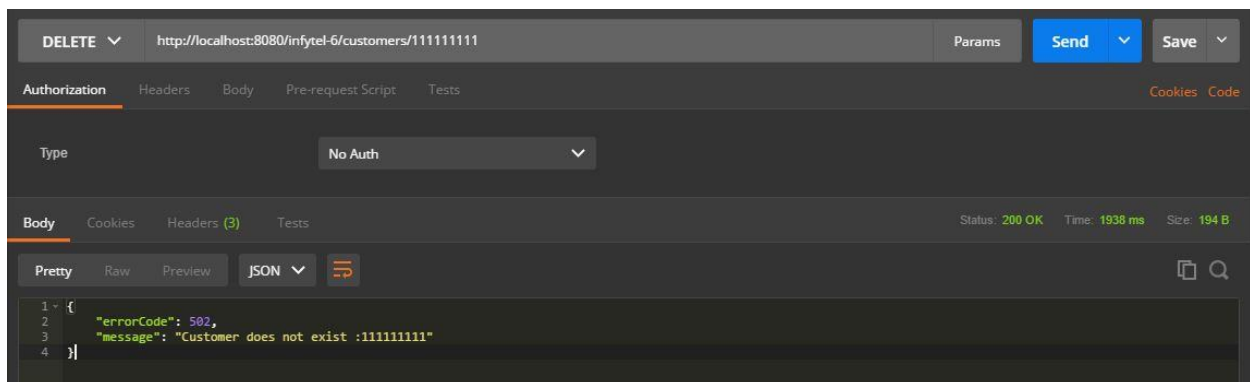 DELETE http://localhost:8080/infytel-6/customers/111111111 Params Send Save
Authorization Headers Body Pre-request Script Tests Cookies Code
Type No Auth
Body Cookies Headers (3) Tests Status: 200 OK Time: 1938 ms Size: 194 B
Pretty Raw Preview JSON
1 {
2 "errorCode": 502,
3 "message": "Customer does not exist :111111111"
4 }